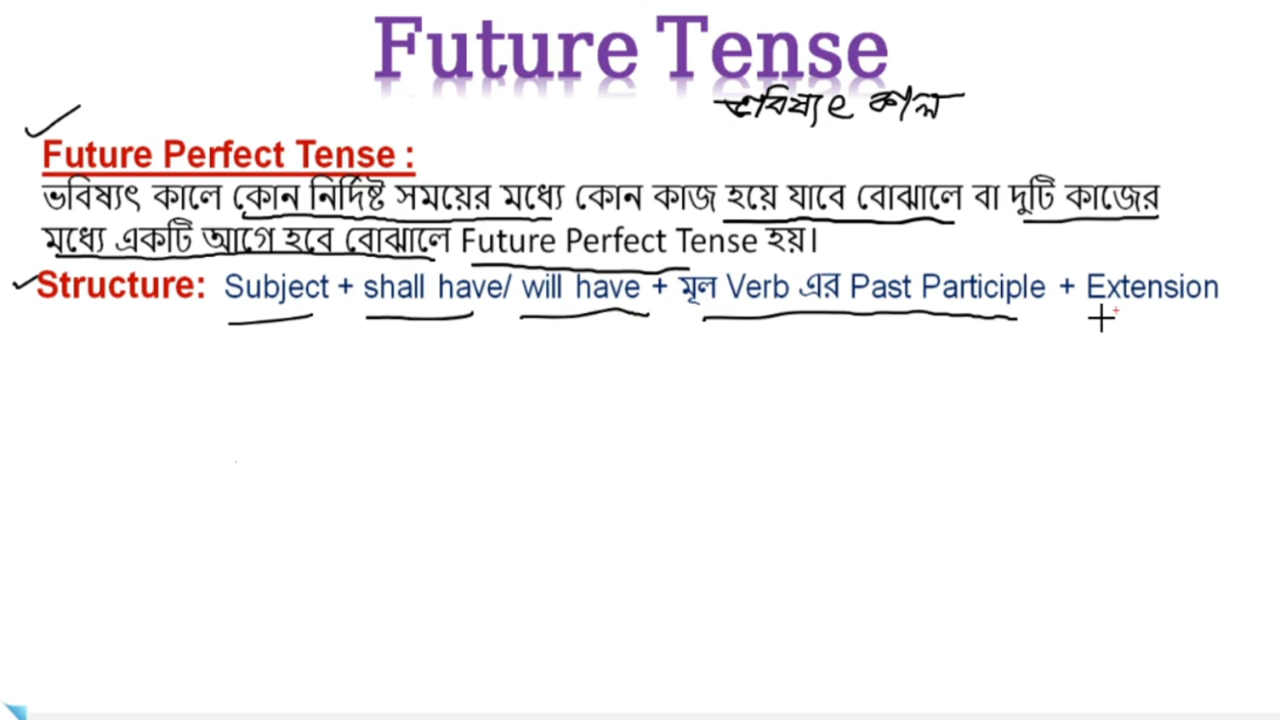 Future Tense
ভবিষ্যৎ কাল
Future Perfect Tense :
ভবিষ্যৎ কালে কোন নির্দিষ্ট সময়ের মধ্যে কোন কাজ হয়ে যাবে বোঝালে বা দুটি কাজের
মধ্যে একটি আগে হবে বোঝালে Future Perfect Tense হয়।
Structure: Subject + shall have/ will have + মূল Verb এর Past Participle + Extension